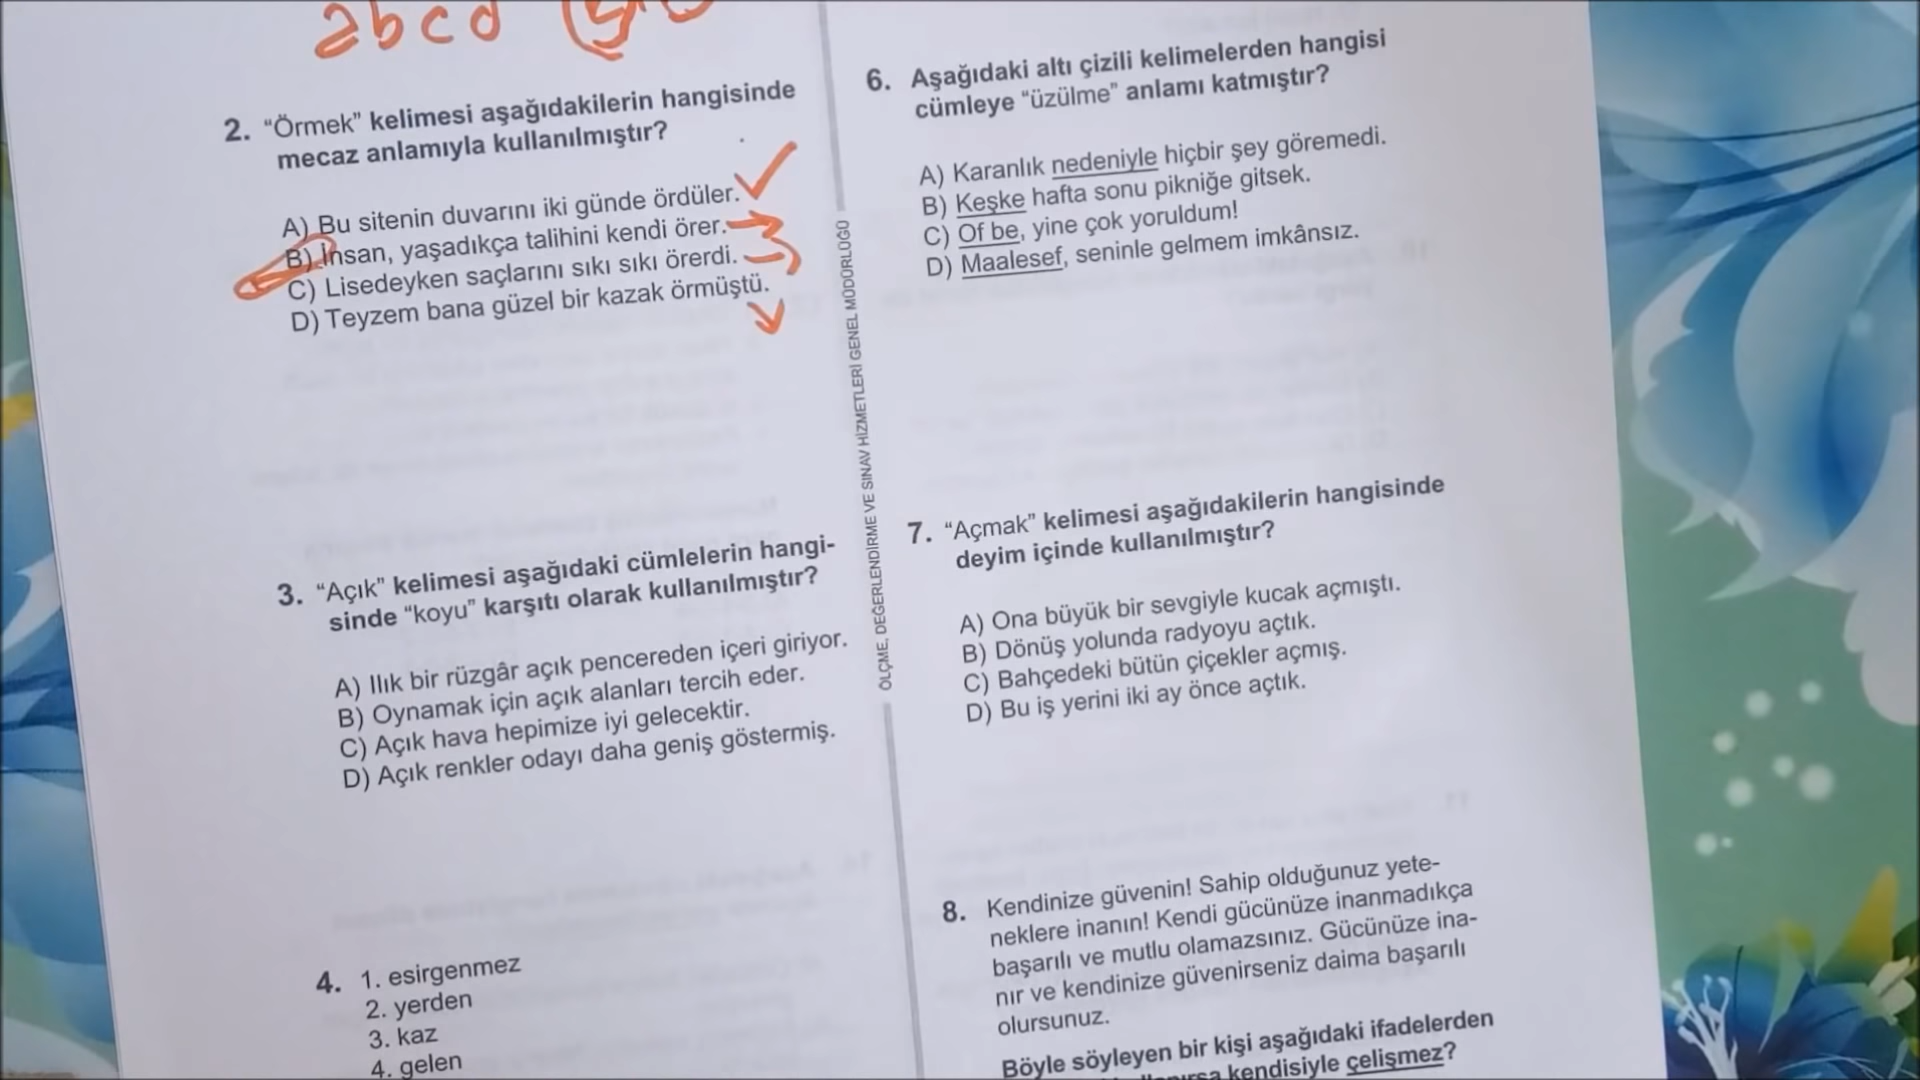 abcd
2. “Örmek” kelimesi aşağıdakilerin hangisinde
mecaz anlamıyla kullanılmıştır?
A) Bu sitenin duvarını iki günde ördüler.
B) İnsan, yaşadıkça talihini kendi örer.
C) Lisedeyken saçlarını sıkı sıkı örerdi.
D) Teyzem bana güzel bir kazak örmüştü.
3. “Açık” kelimesi aşağıdaki cümlelerin hangi-
sinde “koyu” karşıtı olarak kullanılmıştır?
A) Ilık bir rüzgâr açık pencereden içeri giriyor.
B) Oynamak için açık alanları tercih eder.
C) Açık hava hepimize iyi gelecektir.
D) Açık renkler odayı daha geniş göstermiş.
4. 1. esirgenmez
2. yerden
3. kaz
4. gelen
ÖLÇME, DEĞERLENDİRME VE SINAV HİZMETLERİ GENEL MÜDÜRLÜĞÜ
6. Aşağıdaki altı çizili kelimelerden hangisi
cümleye “üzülme” anlamı katmıştır?
A) Karanlık nedeniyle hiçbir şey göremedi.
B) Keşke hafta sonu pikniğe gitsek.
C) Of be, yine çok yoruldum!
D) Maalesef, seninle gelmem imkânsız.
7. “Açmak” kelimesi aşağıdakilerin hangisinde
deyim içinde kullanılmıştır?
A) Ona büyük bir sevgiyle kucak açmıştı.
B) Dönüş yolunda radyoyu açtık.
C) Bahçedeki bütün çiçekler açmış.
D) Bu iş yerini iki ay önce açtık.
8. Kendinize güvenin! Sahip olduğunuz yete-
neklere inanın! Kendi gücünüze inanmadıkça
başarılı ve mutlu olamazsınız. Gücünüze ina-
nır ve kendinize güvenirseniz daima başarılı
olursunuz.
Böyle söyleyen bir kişi aşağıdaki ifadelerden
kendisiyle çelişmez?